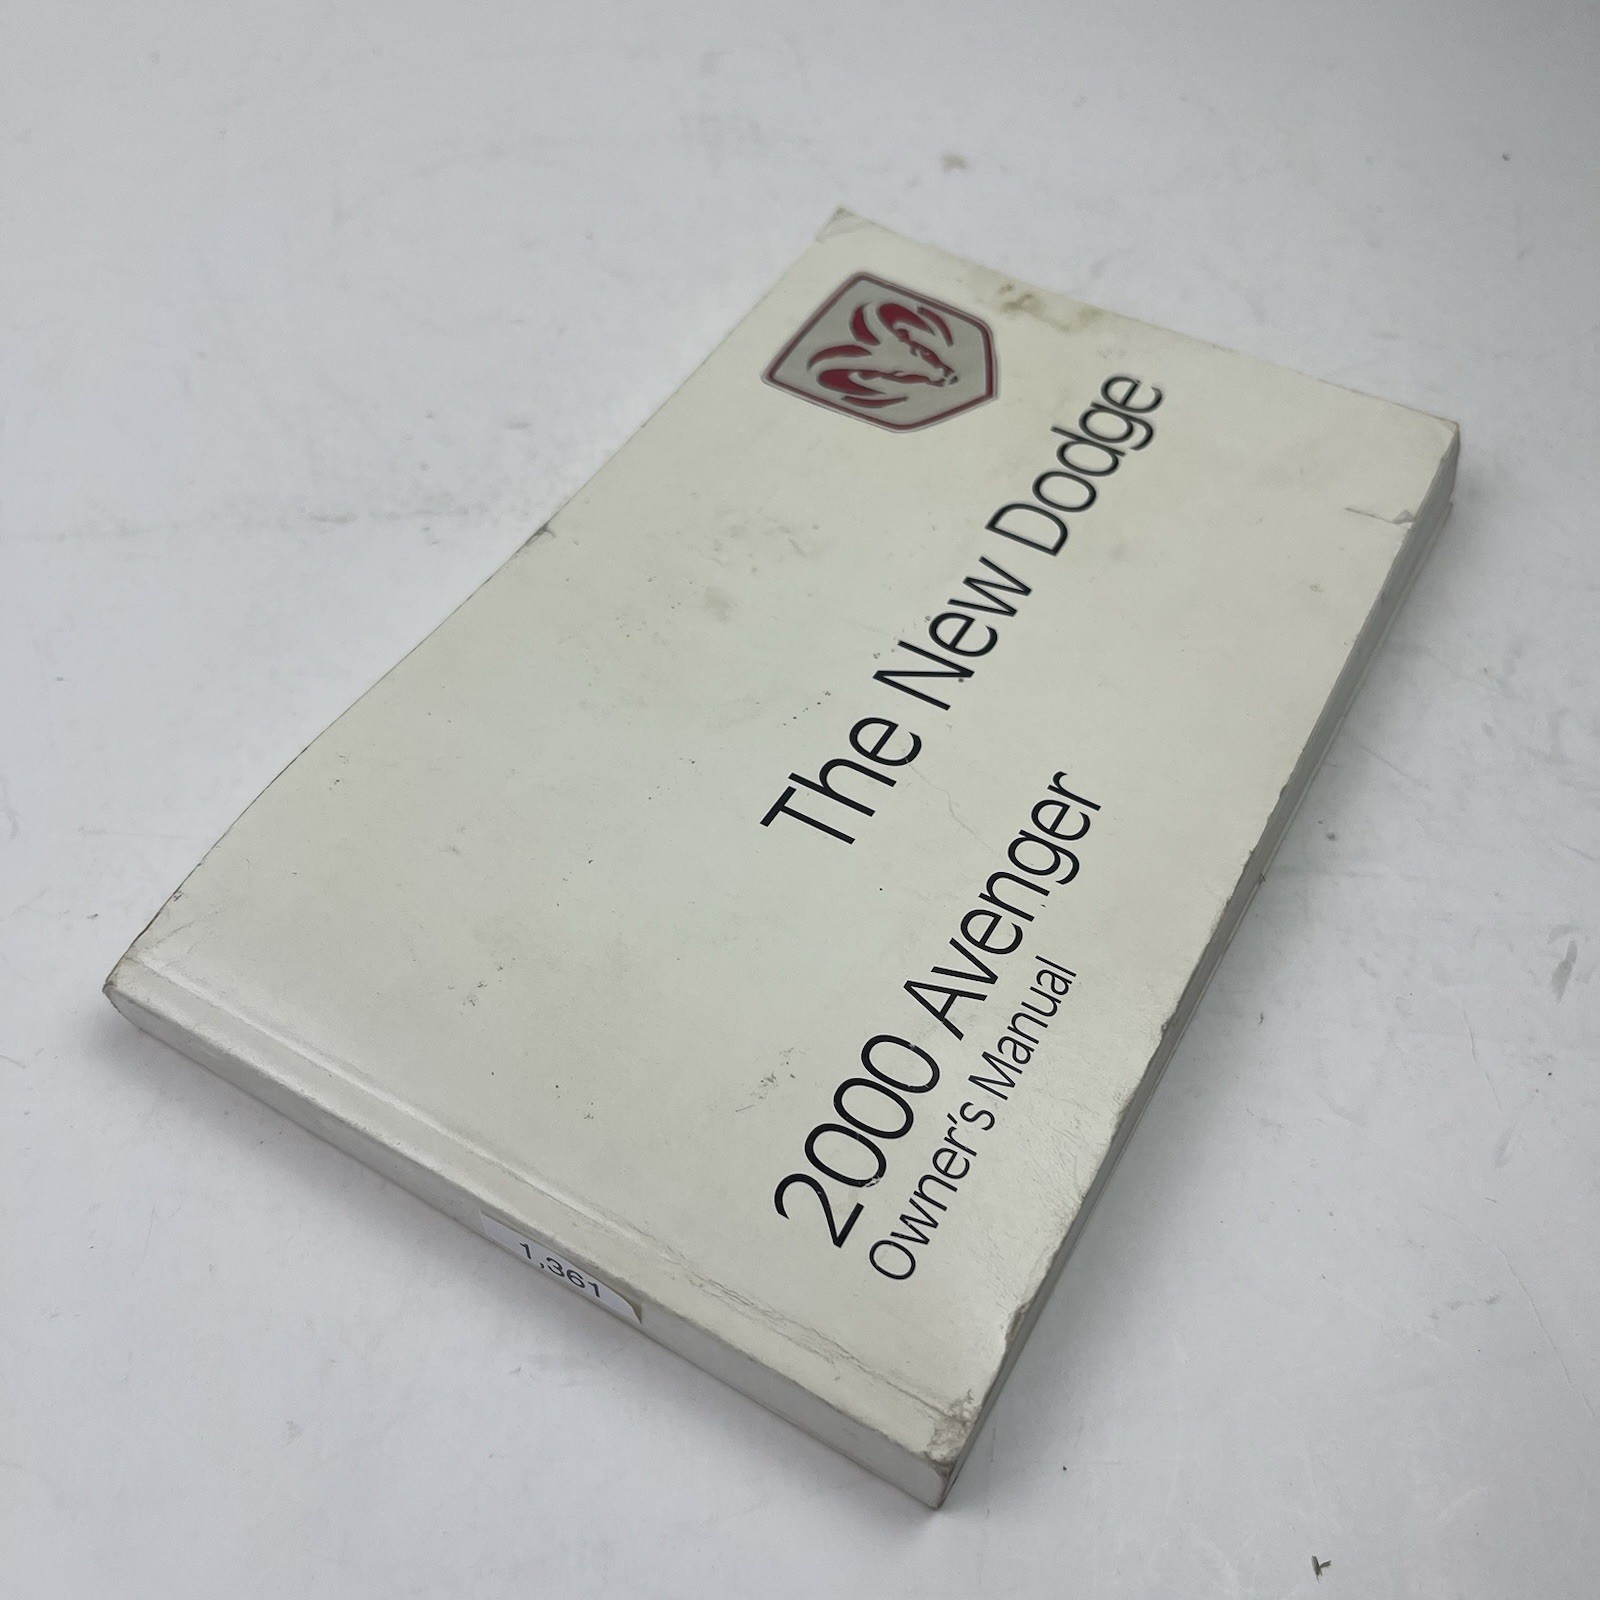 The New Dodge
2000 Avenger
Owner's Manual
1,361